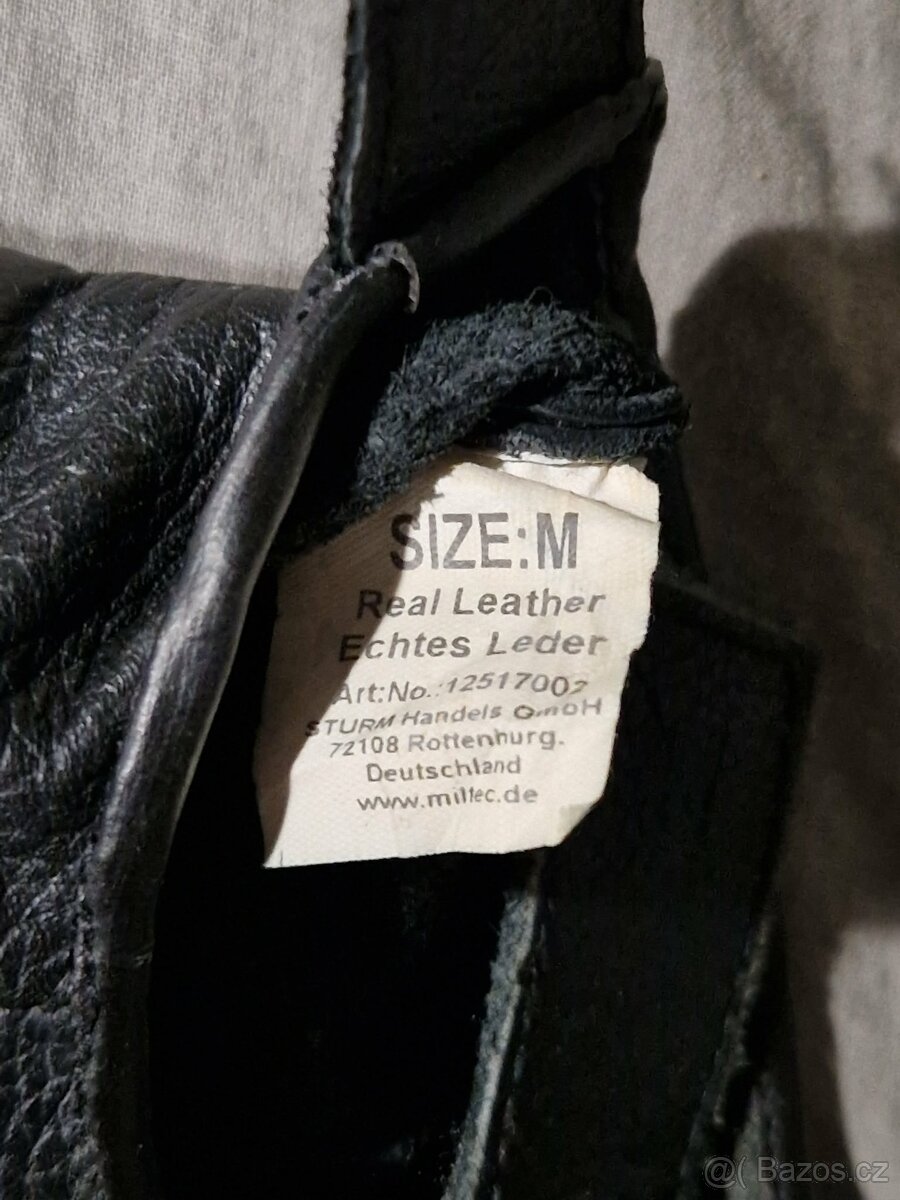 SIZE:M
Real Leather
Echtes Leder
Art:No.:12517002
STURM Handels GmbH
72108 Rottenburg.
Deutschland
www.miltec.de
@( Bazos.cz